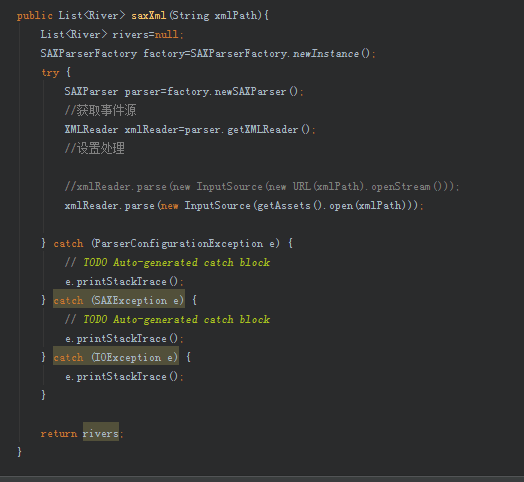 public List<River> saxXml(String xmlPath){
List<River> rivers=null;
SAXParserFactory factory=SAXParserFactory.newInstance();
try {
SAXParser parser=factory.newSAXParser();
//获取事件源
XMLReader xmlReader=parser.getXMLReader();
//设置处理
//xmlReader.parse(new InputSource(new URL(xmlPath).openStream()));
xmlReader.parse(new InputSource(getAssets().open(xmlPath)));
} catch (ParserConfigurationException e) {
// TODO Auto-generated catch block
e.printStackTrace();
} catch (SAXException e) {
// TODO Auto-generated catch block
e.printStackTrace();
} catch (IOException e) {
e.printStackTrace();
}
return rivers;
}